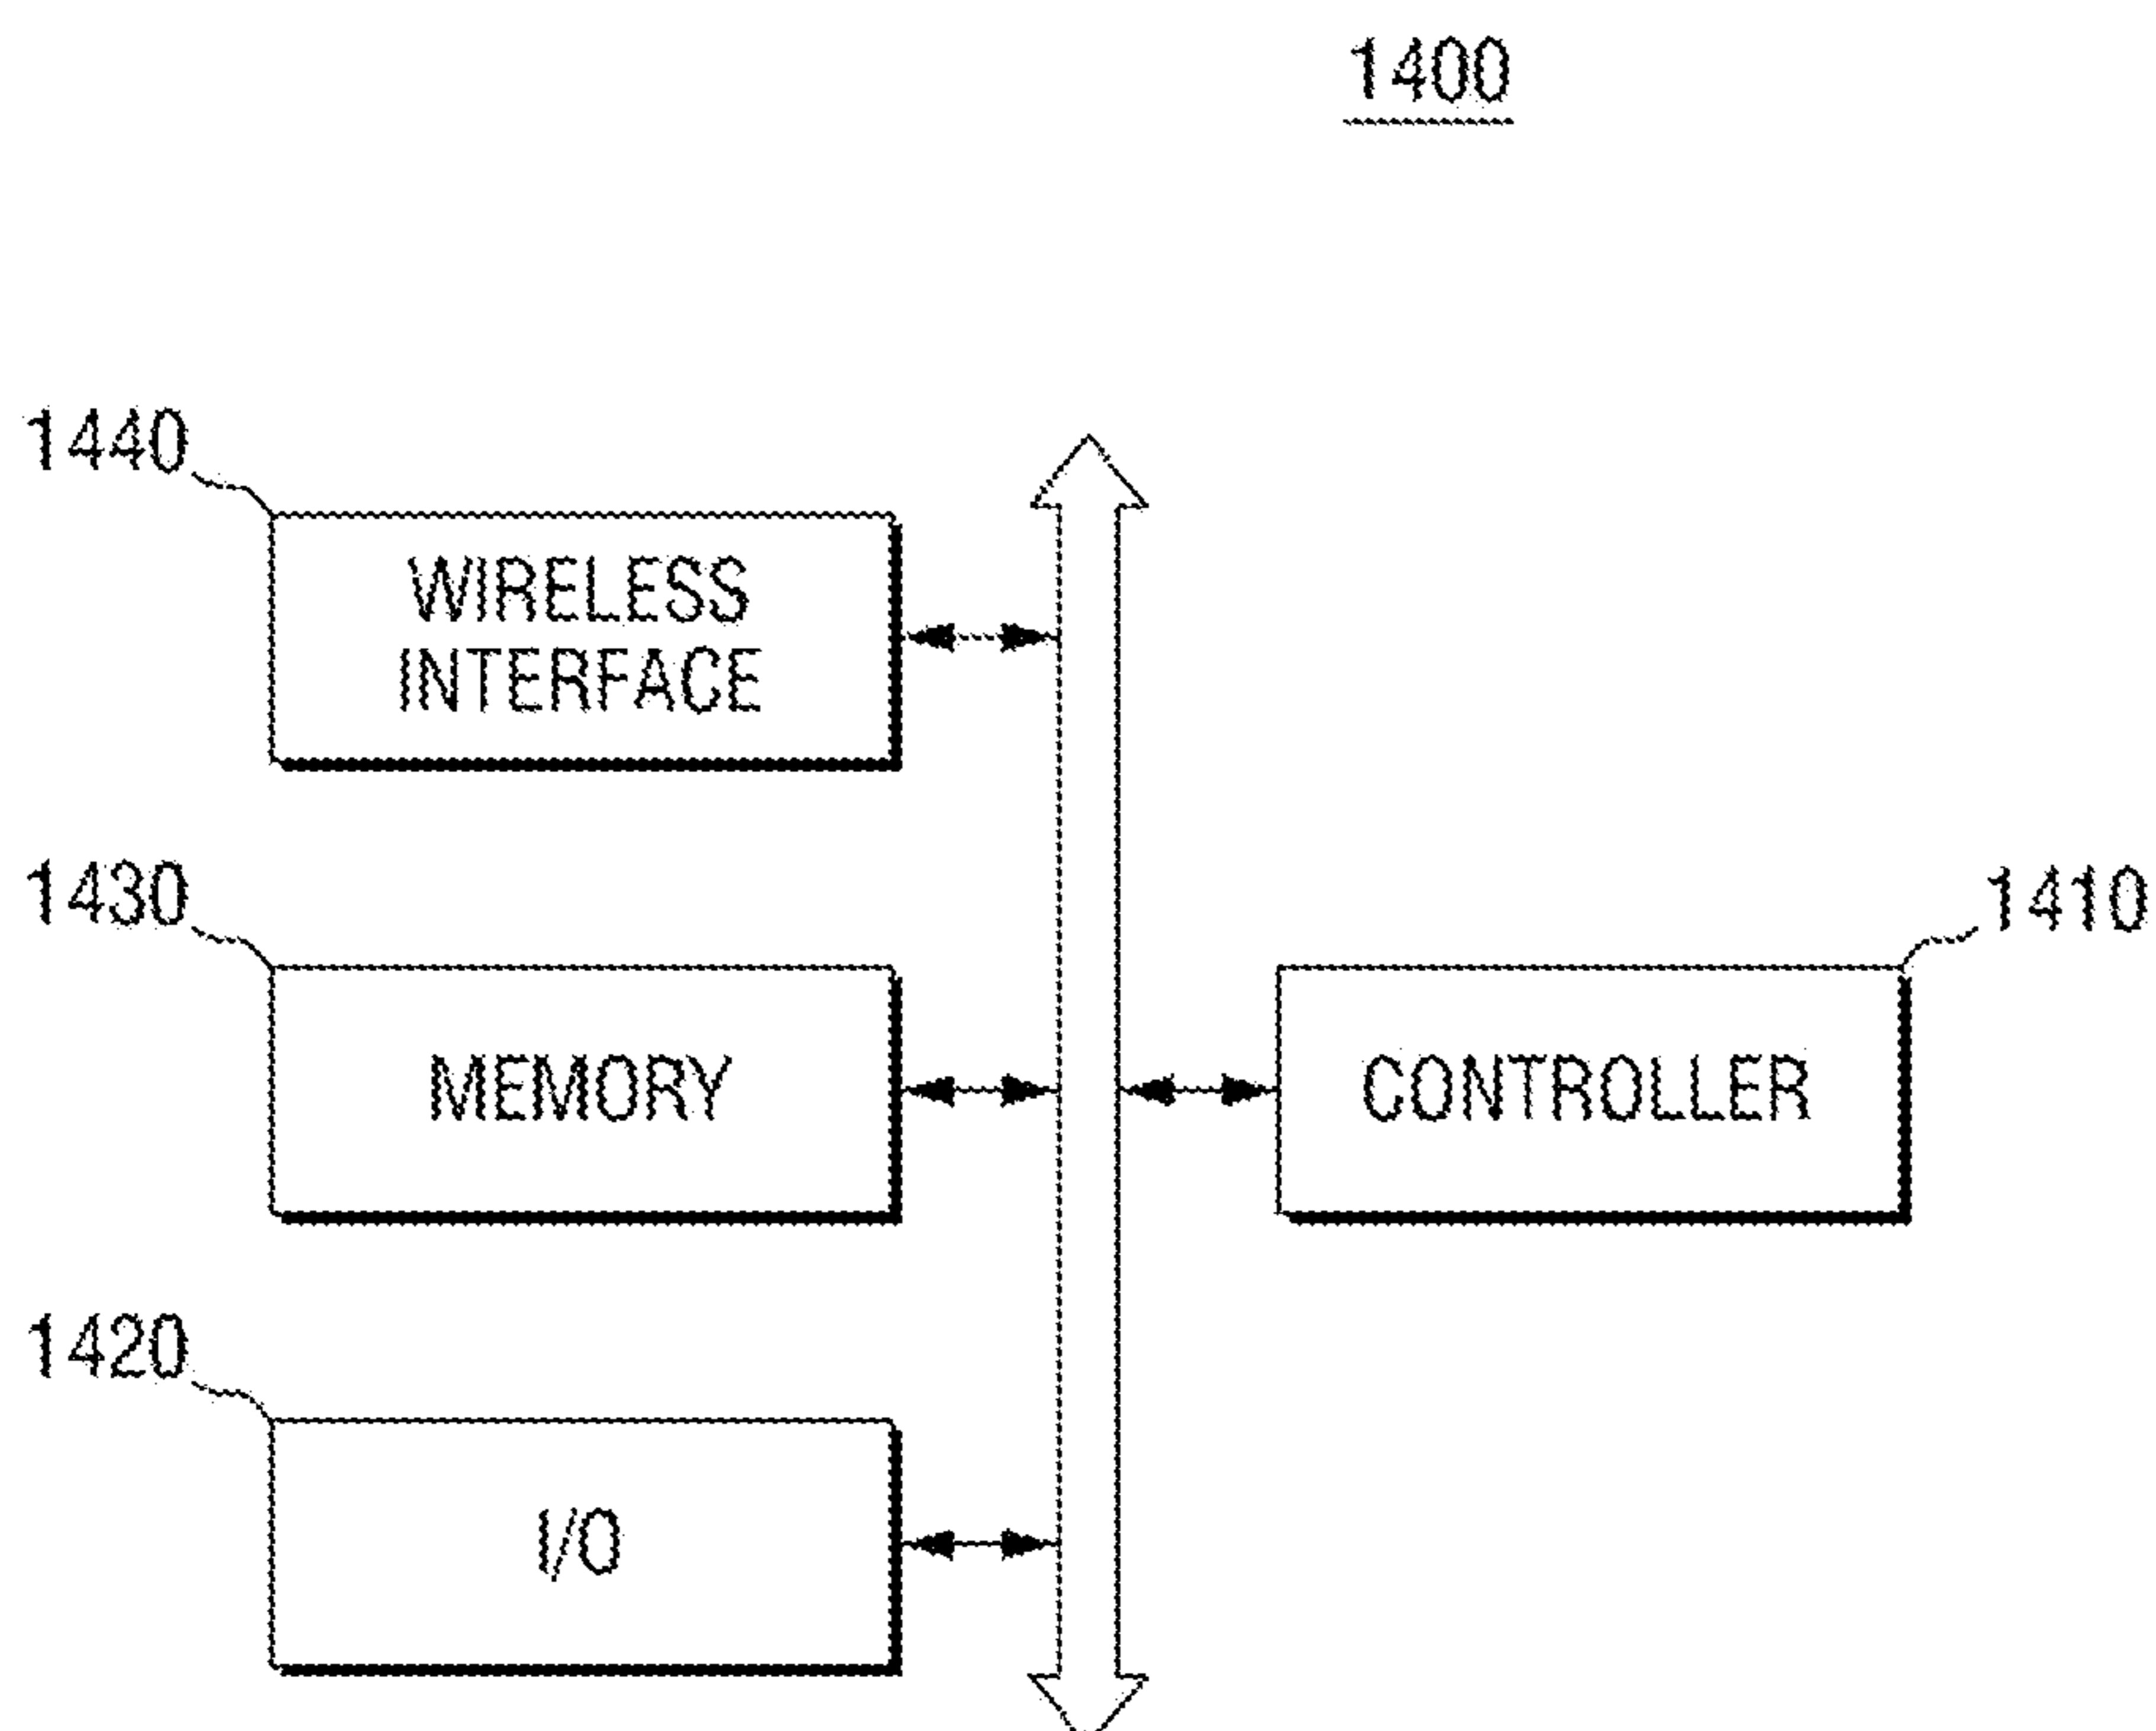 1400
1440
WIRELESS
INTERFACE
1430
MEMORY
1410
CONTROLLER
1420
I/O